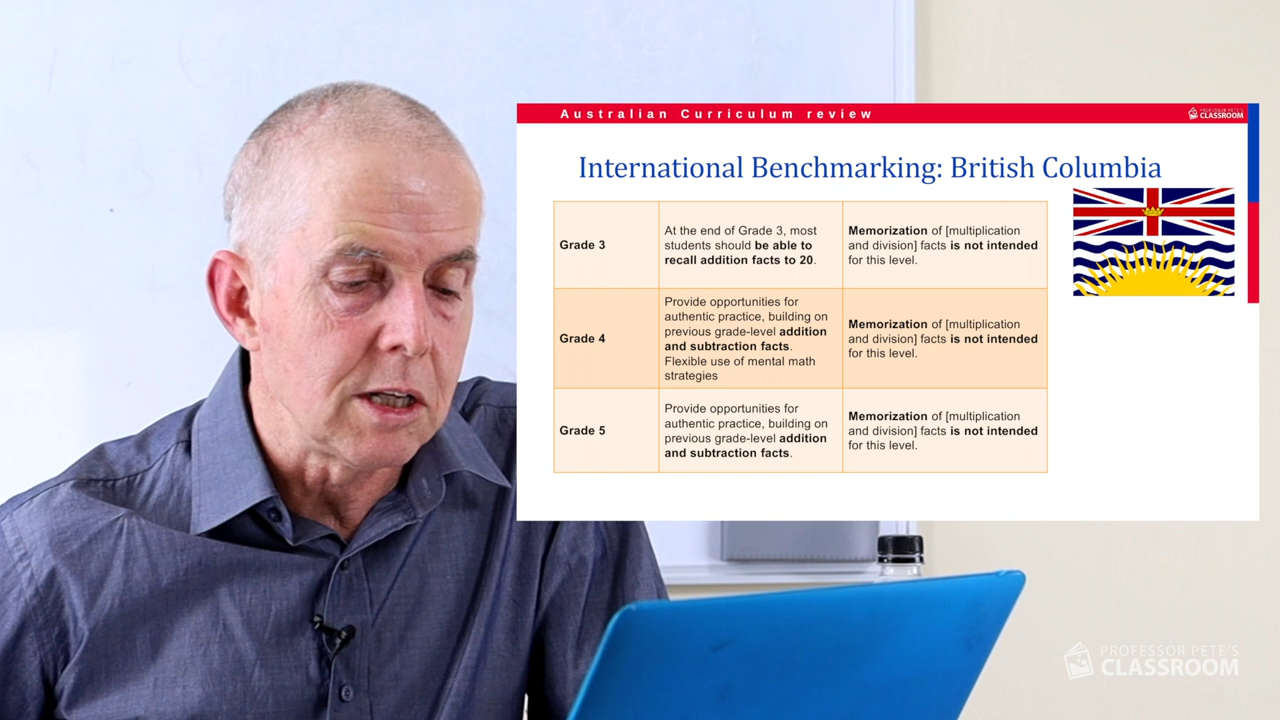 Australian Curriculum review
CLASSROOM
International Benchmarking: British Columbia
Grade 3
At the end of Grade 3, most
students should be able to
recall addition facts to 20.
Memorization of [multiplication
and division] facts is not intended
for this level.
Grade 4
Provide opportunities for
authentic practice, building on
previous grade-level addition
and subtraction facts.
Flexible use of mental math
strategies
Memorization of [multiplication
and division] facts is not intended
for this level.
Grade 5
Provide opportunities for
authentic practice, building on
previous grade-level addition
and subtraction facts.
Memorization of [multiplication
and division] facts is not intended
for this level.
PROFESSOR PETE'S
CLASSROOM